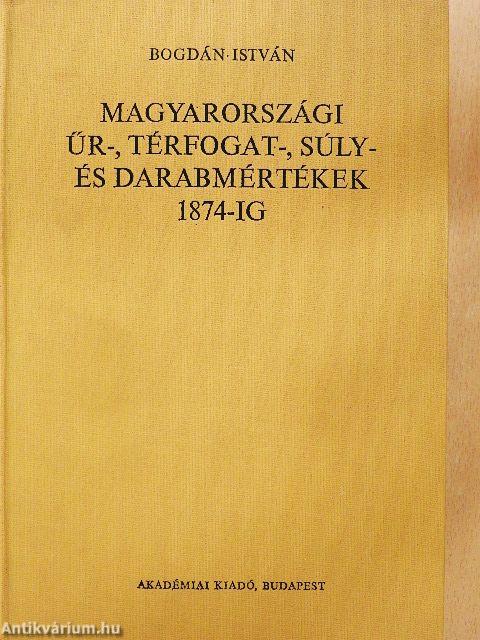 BOGDÁN ISTVÁN
MAGYARORSZÁGI
ŰR-, TÉRFOGAT-, SÚLY-
ÉS DARABMÉRTÉKEK
1874-IG
AKADÉMIAI KIADÓ, BUDAPEST
Antikvárium.hu